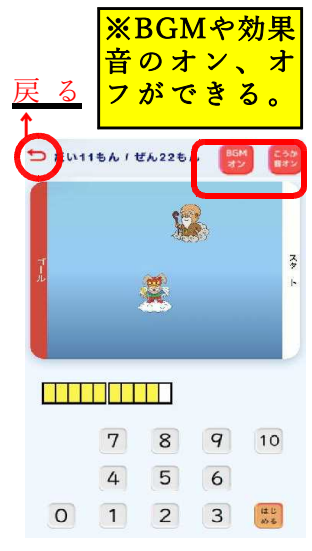 ※BGMや効果
音のオン、オ
フができる。
戻る
だい11もん / ぜん22もん
BGM
オン
こうか
音オン
ゴール
スタート
7 8 9 10
4 5 6
0 1 2 3
はじ
める